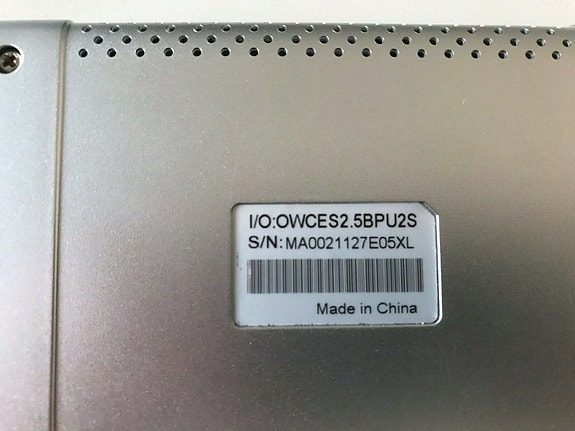 I/O:OWCES2.5BPU2S
S/N:MA0021127E05XL
Made in China